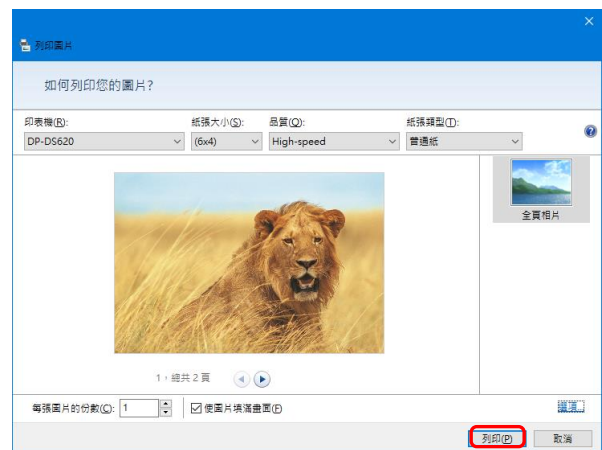 列印圖片
如何列印您的圖片?
印表機(R): 紙張大小(S): 品質(Q): 紙張類型(T):
DP-DS620 (6x4) High-speed 普通紙
全頁相片
1，總共 2 頁
每張圖片的份數(C): 1 使圖片填滿畫面(F) 選項...
列印(P) 取消